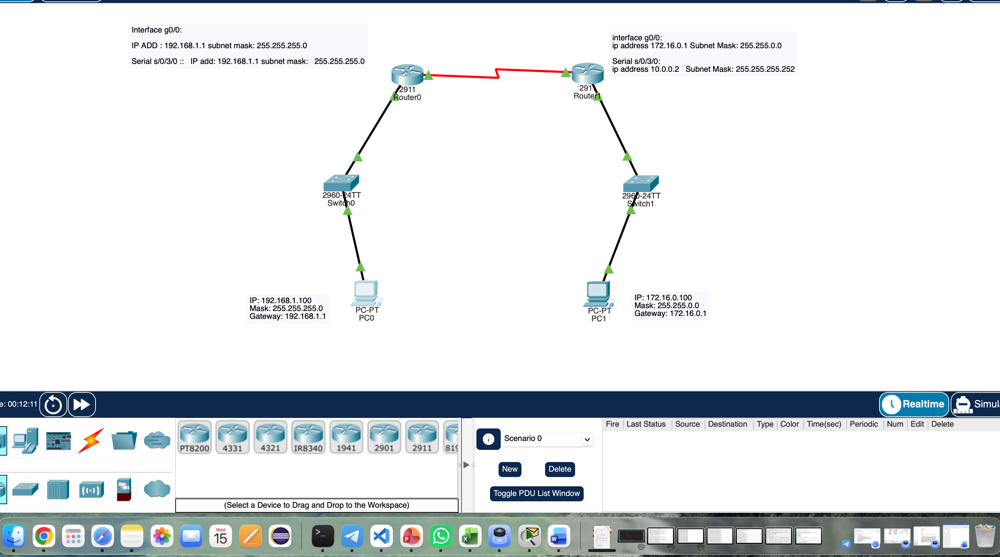 Interface g0/0:
IP ADD : 192.168.1.1 subnet mask: 255.255.255.0
Serial s/0/3/0 :: IP add: 192.168.1.1 subnet mask: 255.255.255.0
interface g0/0:
ip address 172.16.0.1 Subnet Mask: 255.255.0.0
Serial s/0/3/0:
ip address 10.0.0.2 Subnet Mask: 255.255.255.252
2911
Router0
291
Router1
2960-24TT
Switch0
2960-24TT
Switch1
IP: 192.168.1.100
Mask: 255.255.255.0
Gateway: 192.168.1.1
PC-PT
PC0
PC-PT
PC1
IP: 172.16.0.100
Mask: 255.255.0.0
Gateway: 172.16.0.1
e: 00:12:11
Realtime
Simul
PT8200
4331
4321
IR8340
1941
2901
2911
819
(Select a Device to Drag and Drop to the Workspace)
Scenario 0
New
Delete
Toggle PDU List Window
Fire Last Status Source Destination Type Color Time(sec) Periodic Num Edit Delete
Wed
15
P
X
W